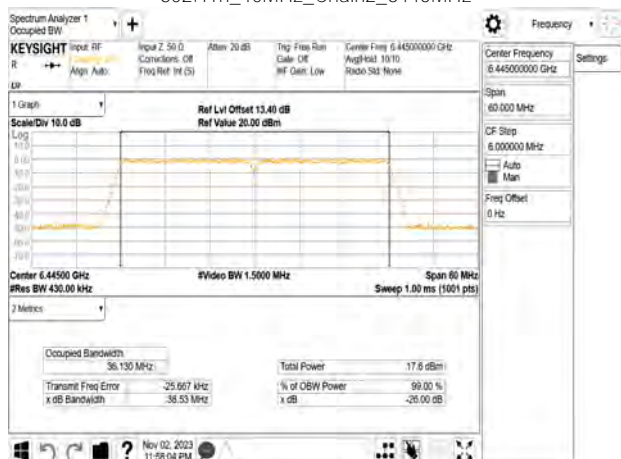 Spectrum Analyzer 1
Occupied BW
+
Frequency
KEYSIGHT Input: RF
R
Align: Auto
Input Z: 50 Ω
Corrections: Off
Freq Ref: Int (S)
Atten: 20 dB
Trig: Free Run
Gate: Off
#IF Gain: Low
Center Freq: 6.445000000 GHz
Avg|Hold: 10/10
Radio Std: None
Center Frequency
6.445000000 GHz
Settings
Span
60.000 MHz
CF Step
6.000000 MHz
Auto
Man
Freq Offset
0 Hz
1 Graph
Scale/Div 10.0 dB
Ref Lvl Offset 13.40 dB
Ref Value 20.00 dBm
Log
Center 6.44500 GHz
#Res BW 430.00 kHz
#Video BW 1.5000 MHz
Span 60 MHz
Sweep 1.00 ms (1001 pts)
2 Metrics
Occupied Bandwidth
36.130 MHz
Total Power 17.6 dBm
Transmit Freq Error -25.667 kHz
% of OBW Power 99.00 %
x dB Bandwidth 38.53 MHz
x dB -26.00 dB
?
Nov 02, 2023
11:58:04 PM